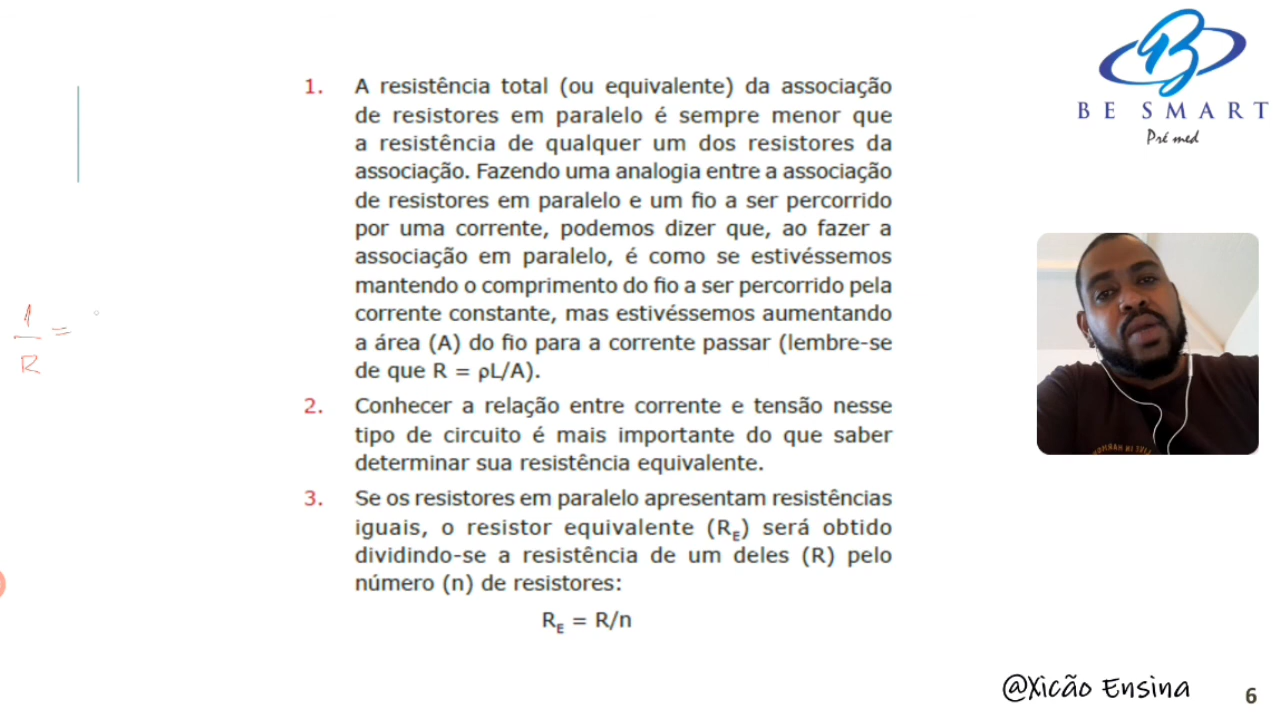 BE SMART
Pré med
1. A resistência total (ou equivalente) da associação
de resistores em paralelo é sempre menor que
a resistência de qualquer um dos resistores da
associação. Fazendo uma analogia entre a associação
de resistores em paralelo e um fio a ser percorrido
por uma corrente, podemos dizer que, ao fazer a
associação em paralelo, é como se estivéssemos
mantendo o comprimento do fio a ser percorrido pela
corrente constante, mas estivéssemos aumentando
a área (A) do fio para a corrente passar (lembre-se
de que R = ρL/A).
1/R =
2. Conhecer a relação entre corrente e tensão nesse
tipo de circuito é mais importante do que saber
determinar sua resistência equivalente.
3. Se os resistores em paralelo apresentam resistências
iguais, o resistor equivalente (R_E) será obtido
dividindo-se a resistência de um deles (R) pelo
número (n) de resistores:
R_E = R/n
@Xicão Ensina
6